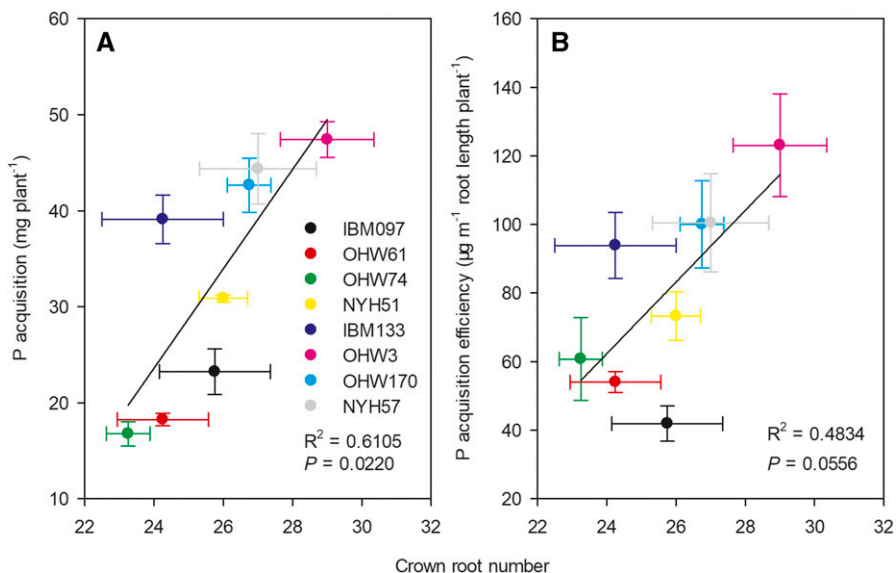 A
P acquisition (mg plant⁻¹)
60
50
40
30
20
10
22
24
26
28
30
32
IBM097
OHW61
OHW74
NYH51
IBM133
OHW3
OHW170
NYH57
R² = 0.6105
P = 0.0220
B
P acquisition efficiency (µg m⁻¹ root length plant⁻¹)
160
140
120
100
80
60
40
20
22
24
26
28
30
32
R² = 0.4834
P = 0.0556
Crown root number